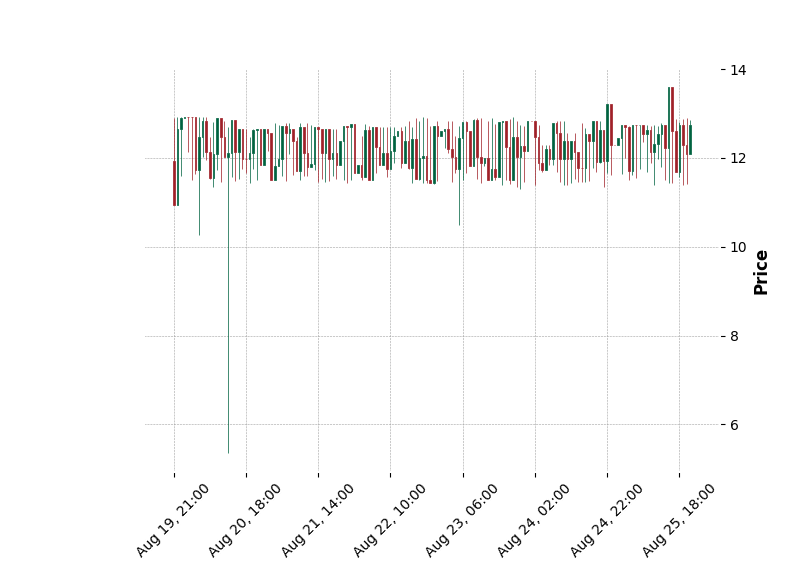 14
12
10
8
6
Price
Aug 19, 21:00
Aug 20, 18:00
Aug 21, 14:00
Aug 22, 10:00
Aug 23, 06:00
Aug 24, 02:00
Aug 24, 22:00
Aug 25, 18:00